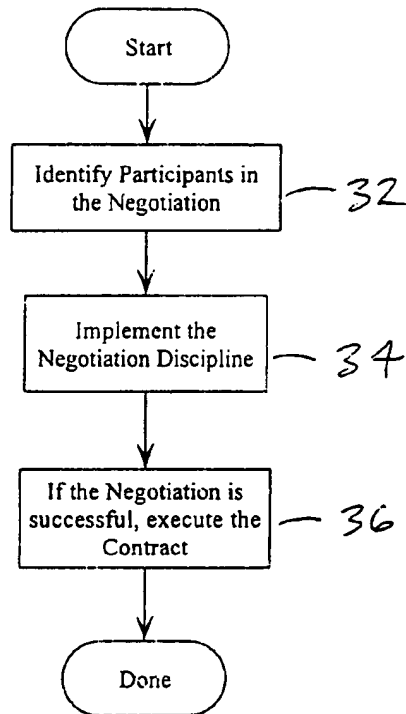 Start
Identify Participants in
the Negotiation
32
Implement the
Negotiation Discipline
34
If the Negotiation is
successful, execute the
Contract
36
Done